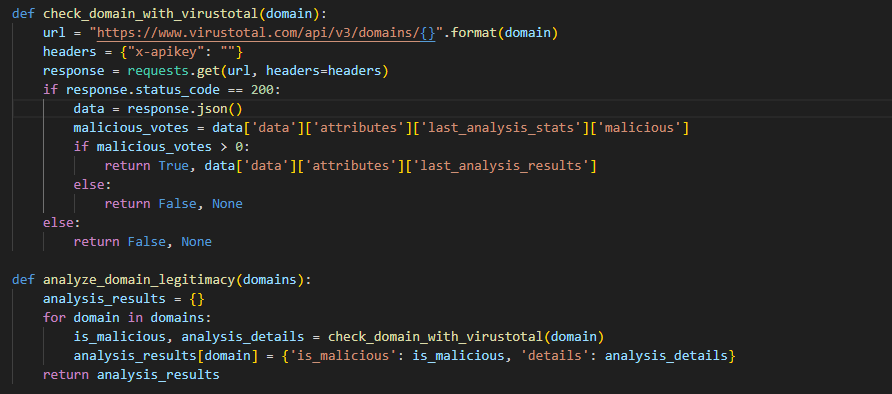 def check_domain_with_virustotal(domain):
    url = "https://www.virustotal.com/api/v3/domains/{}".format(domain)
    headers = {"x-apikey": ""}
    response = requests.get(url, headers=headers)
    if response.status_code == 200:
        data = response.json()
        malicious_votes = data['data']['attributes']['last_analysis_stats']['malicious']
        if malicious_votes > 0:
            return True, data['data']['attributes']['last_analysis_results']
        else:
            return False, None
    else:
        return False, None

def analyze_domain_legitimacy(domains):
    analysis_results = {}
    for domain in domains:
        is_malicious, analysis_details = check_domain_with_virustotal(domain)
        analysis_results[domain] = {'is_malicious': is_malicious, 'details': analysis_details}
    return analysis_results